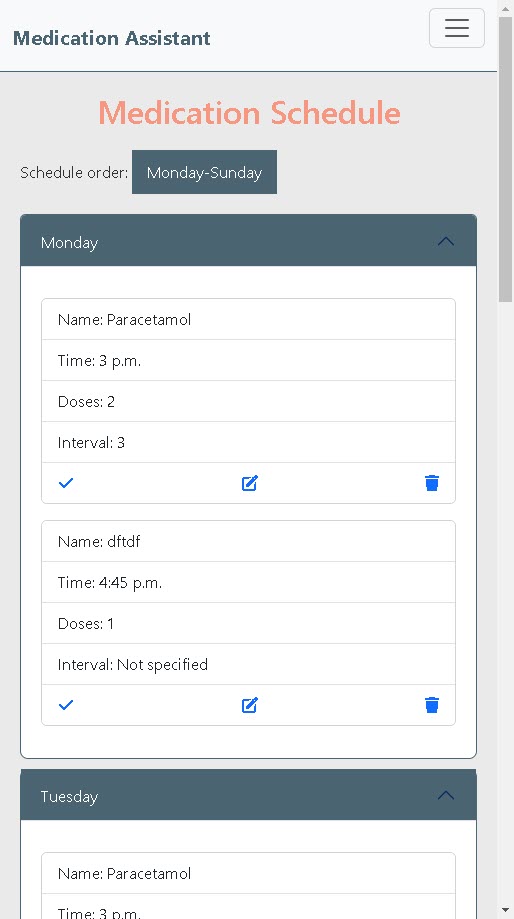 Medication Assistant
Medication Schedule
Schedule order: Monday-Sunday
Monday
Name: Paracetamol
Time: 3 p.m.
Doses: 2
Interval: 3
Name: dftdf
Time: 4:45 p.m.
Doses: 1
Interval: Not specified
Tuesday
Name: Paracetamol
Time: 3 p.m.